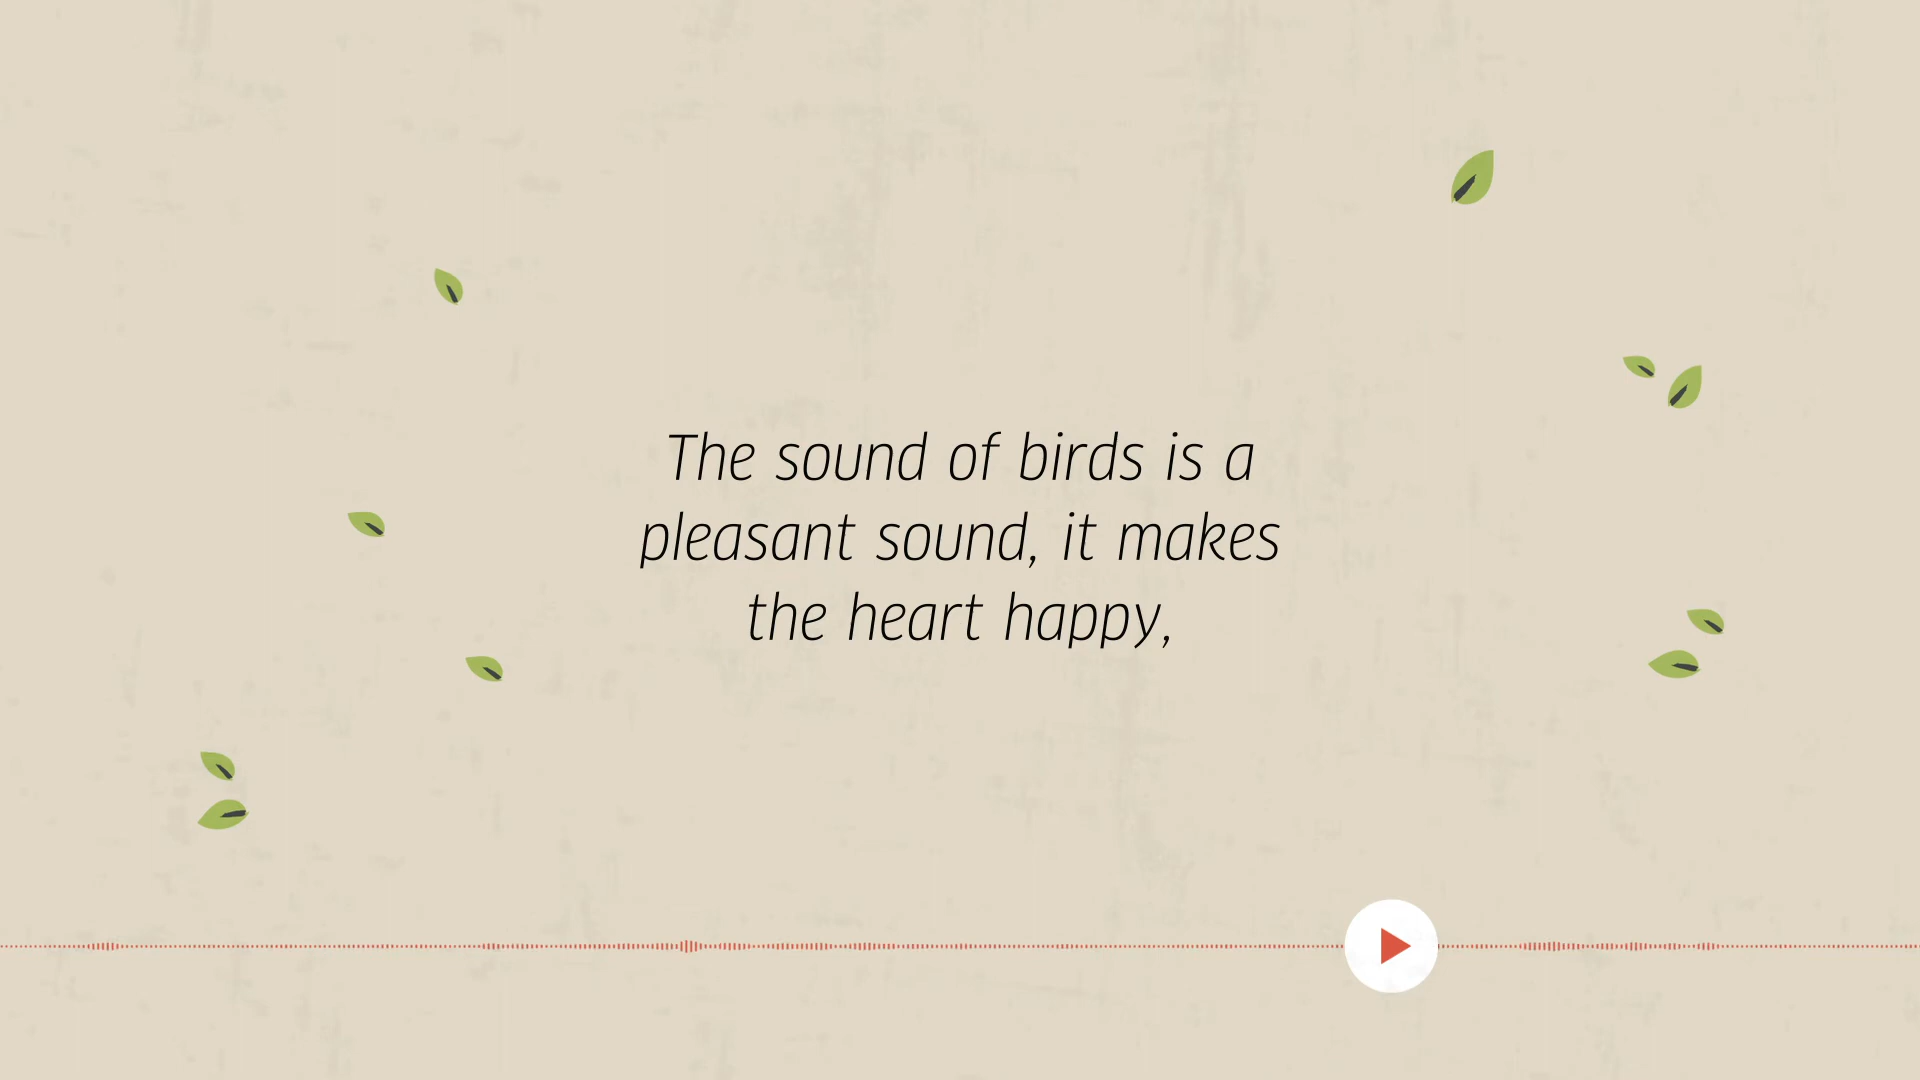 The sound of birds is a
pleasant sound, it makes
the heart happy,